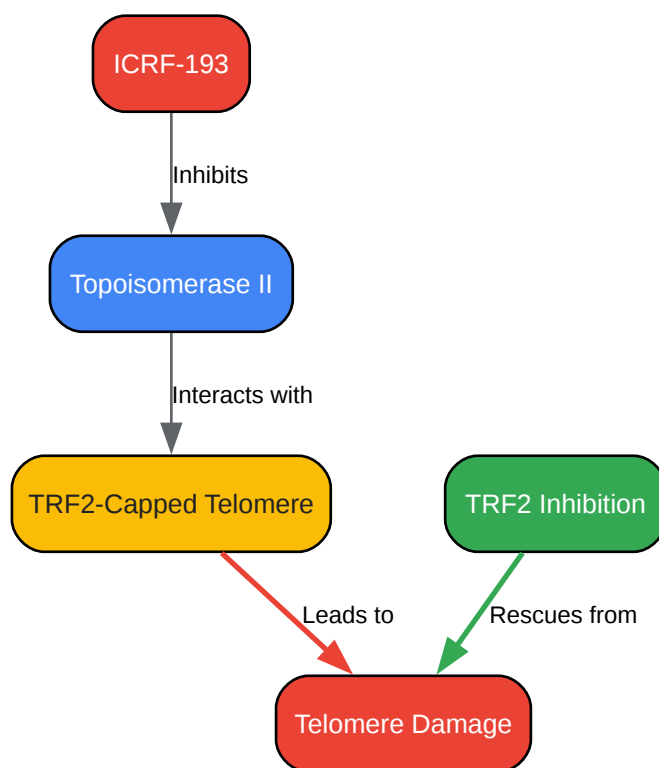 ICRF-193
Inhibits
Topoisomerase II
Interacts with
TRF2-Capped Telomere
TRF2 Inhibition
Leads to
Rescues from
Telomere Damage